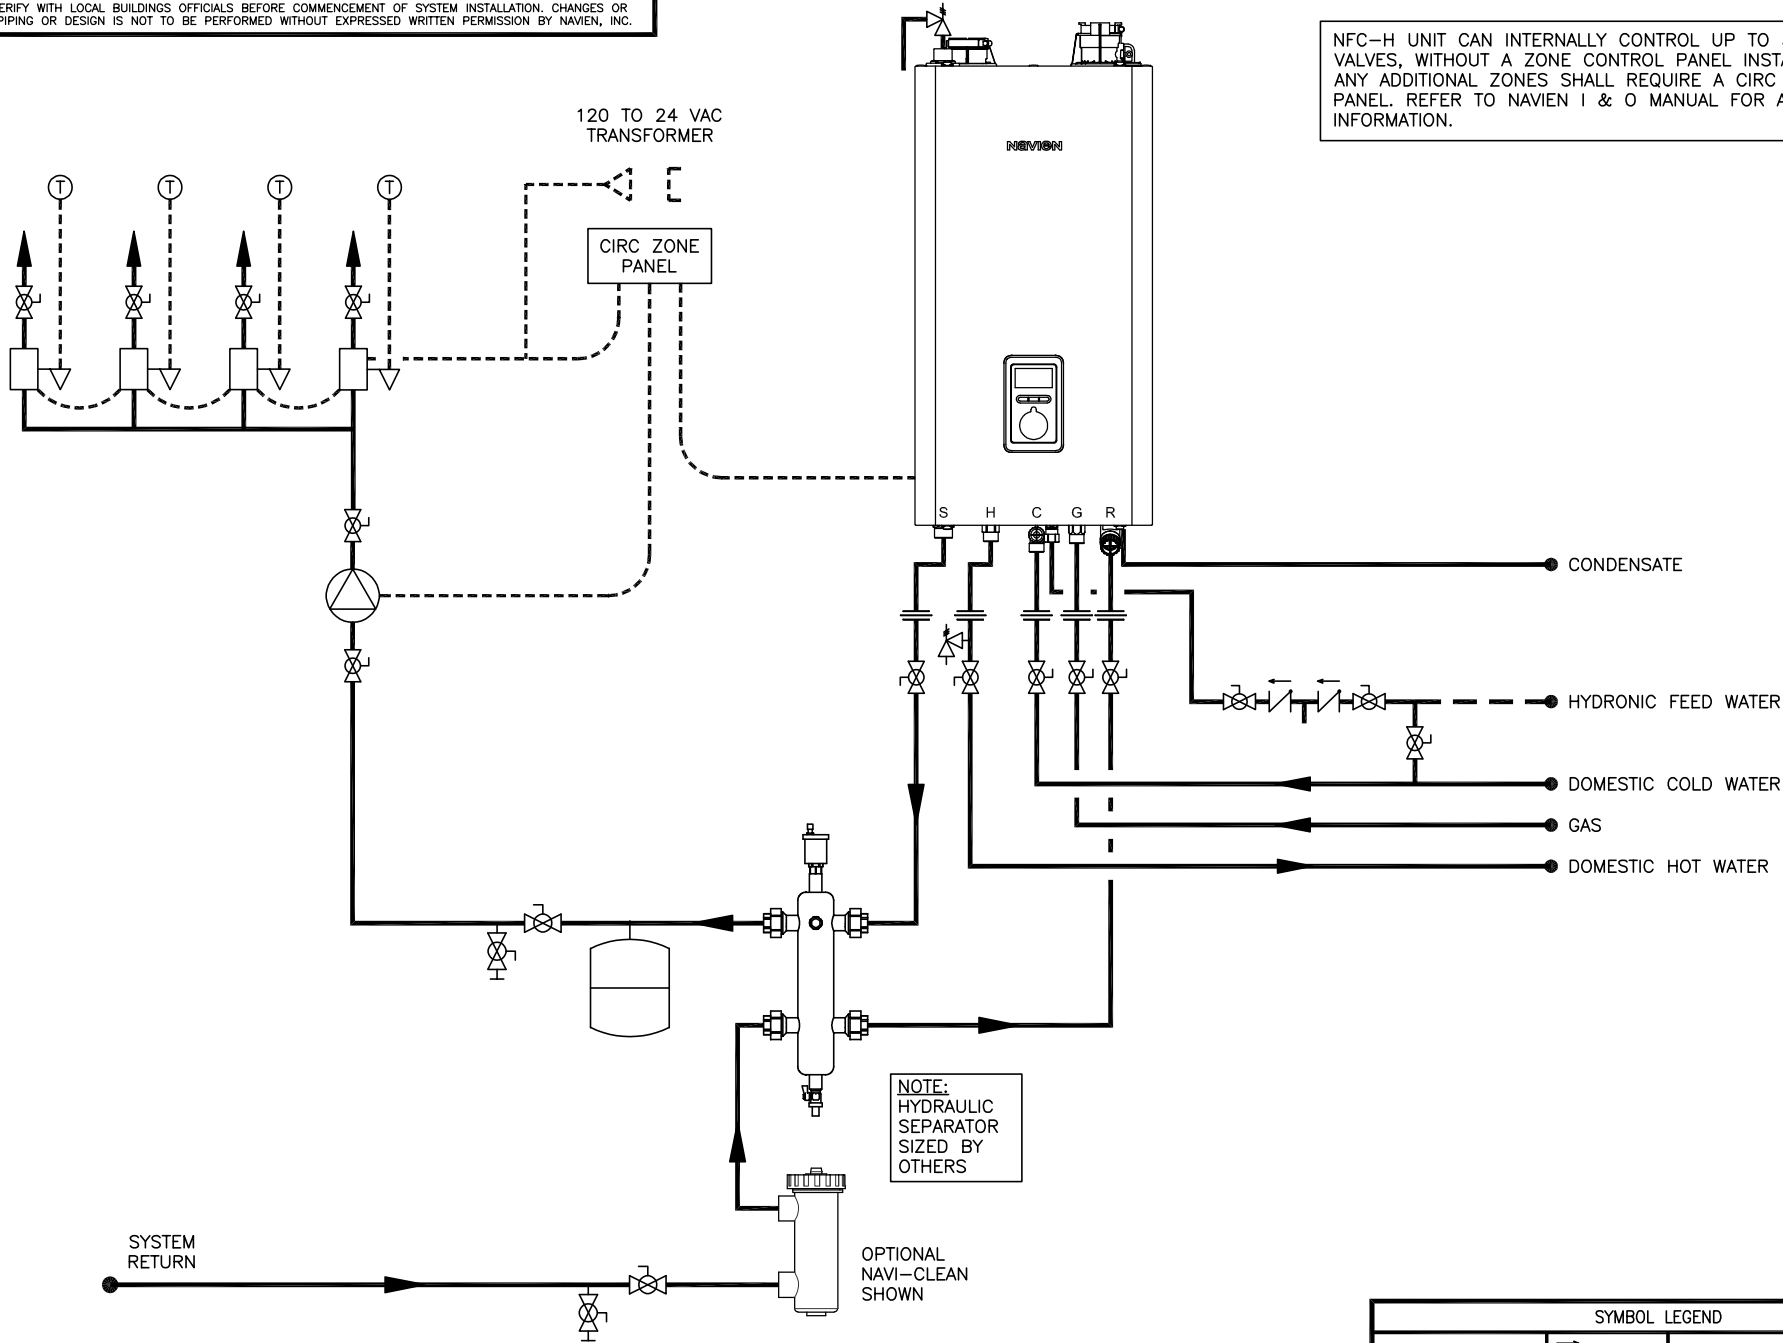 ERIFY WITH LOCAL BUILDINGS OFFICIALS BEFORE COMMENCEMENT OF SYSTEM INSTALLATION. CHANGES OR
PIPING OR DESIGN IS NOT TO BE PERFORMED WITHOUT EXPRESSED WRITTEN PERMISSION BY NAVIEN, INC.
NFC-H UNIT CAN INTERNALLY CONTROL UP TO
VALVES, WITHOUT A ZONE CONTROL PANEL INSTA
ANY ADDITIONAL ZONES SHALL REQUIRE A CIRC
PANEL. REFER TO NAVIEN I & O MANUAL FOR A
INFORMATION.
120 TO 24 VAC
TRANSFORMER
NAVIEN
T T T T
CIRC ZONE
PANEL
S H C G R
CONDENSATE
HYDRONIC FEED WATER
DOMESTIC COLD WATER
GAS
DOMESTIC HOT WATER
NOTE:
HYDRAULIC
SEPARATOR
SIZED BY
OTHERS
SYSTEM
RETURN
OPTIONAL
NAVI-CLEAN
SHOWN
SYMBOL LEGEND